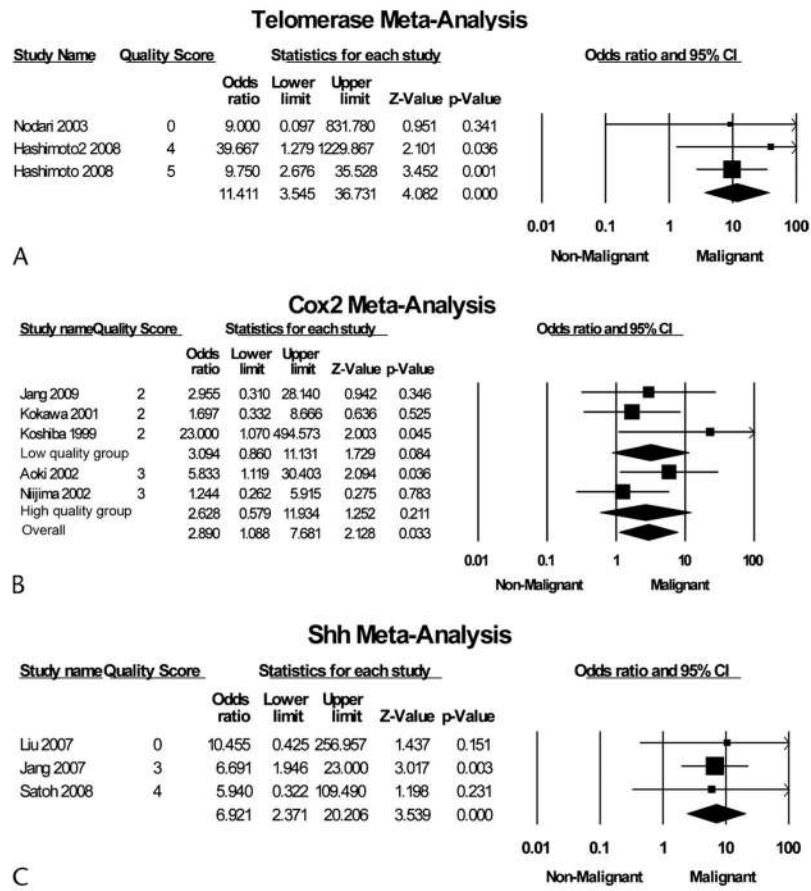 Telomerase Meta-Analysis
Study Name Quality Score Statistics for each study Odds ratio and 95% CI
Odds ratio Lower limit Upper limit Z-Value p-Value
Nodari 2003 0 9.000 0.097 831.780 0.951 0.341
Hashimoto2 2008 4 39.667 1.279 1229.867 2.101 0.036
Hashimoto 2008 5 9.750 2.676 35.528 3.452 0.001
11.411 3.545 36.731 4.082 0.000
0.01 0.1 1 10 100
Non-Malignant Malignant
A
Cox2 Meta-Analysis
Study name Quality Score Statistics for each study Odds ratio and 95% CI
Odds ratio Lower limit Upper limit Z-Value p-Value
Jang 2009 2 2.955 0.310 28.140 0.942 0.346
Kokawa 2001 2 1.697 0.332 8.666 0.636 0.525
Koshiba 1999 2 23.000 1.070 494.573 2.003 0.045
Low quality group 3.094 0.860 11.131 1.729 0.084
Aoki 2002 3 5.833 1.119 30.403 2.094 0.036
Niijima 2002 3 1.244 0.262 5.915 0.275 0.783
High quality group 2.628 0.579 11.934 1.252 0.211
Overall 2.890 1.088 7.681 2.128 0.033
0.01 0.1 1 10 100
Non-Malignant Malignant
B
Shh Meta-Analysis
Study name Quality Score Statistics for each study Odds ratio and 95% CI
Odds ratio Lower limit Upper limit Z-Value p-Value
Liu 2007 0 10.455 0.425 256.957 1.437 0.151
Jang 2007 3 6.691 1.946 23.000 3.017 0.003
Satoh 2008 4 5.940 0.322 109.490 1.198 0.231
6.921 2.371 20.206 3.539 0.000
0.01 0.1 1 10 100
Non-Malignant Malignant
C